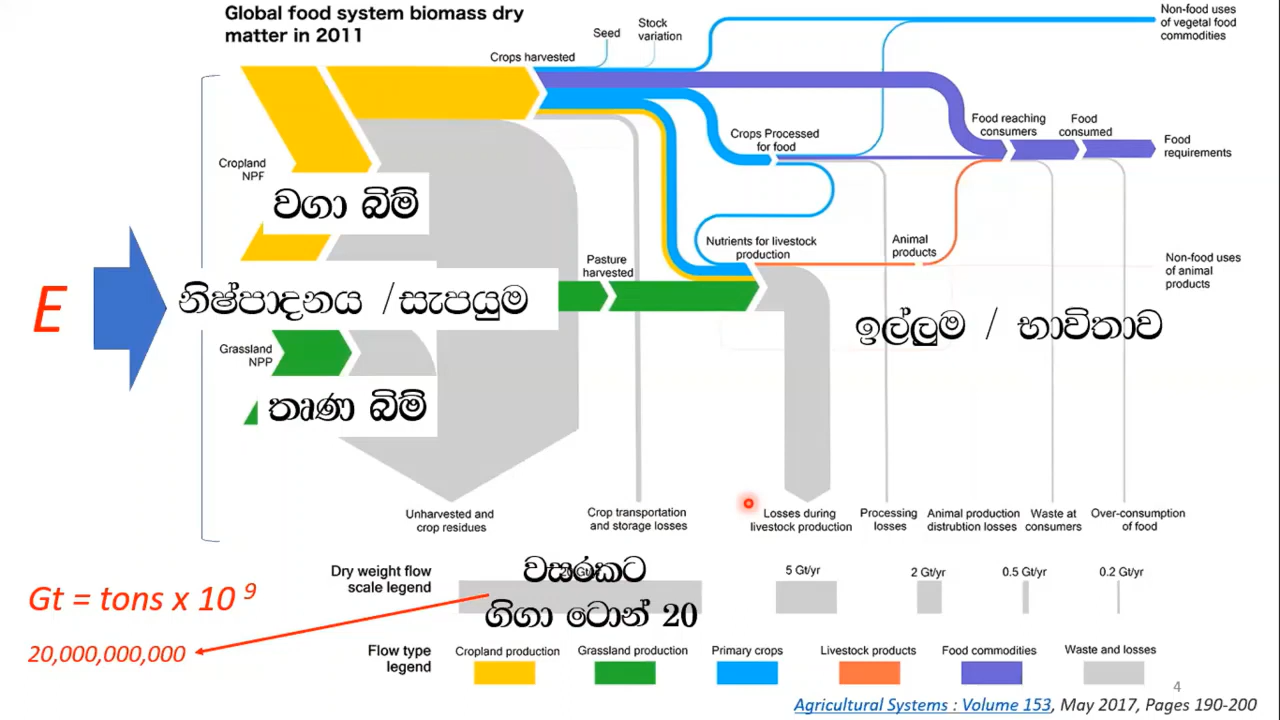 Global food system biomass dry
matter in 2011
Non-food uses
of vegetal food
commodities
Seed
Stock
variation
Crops harvested
Crops Processed
for food
Food reaching
consumers
Food
consumed
Food
requirements
Cropland
NPF
වගා බිම්
Nutrients for livestock
production
Animal
products
Pasture
harvested
Non-food uses
of animal
products
E
නිෂ්පාදනය / සැපයුම
ඉල්ලුම / භාවිතාව
Grassland
NPP
තෘණ බිම්
Unharvested and
crop residues
Crop transportation
and storage losses
Losses during
livestock production
Processing
losses
Animal production
distrubtion losses
Waste at
consumers
Over-consumption
of food
Dry weight flow
scale legend
වසරකට
ගිගා ටොන් 20
5 Gt/yr
2 Gt/yr
0.5 Gt/yr
0.2 Gt/yr
Gt = tons x 10 9
20,000,000,000
Flow type
legend
Cropland production
Grassland production
Primary crops
Livestock products
Food commodities
Waste and losses
4
Agricultural Systems : Volume 153, May 2017, Pages 190-200